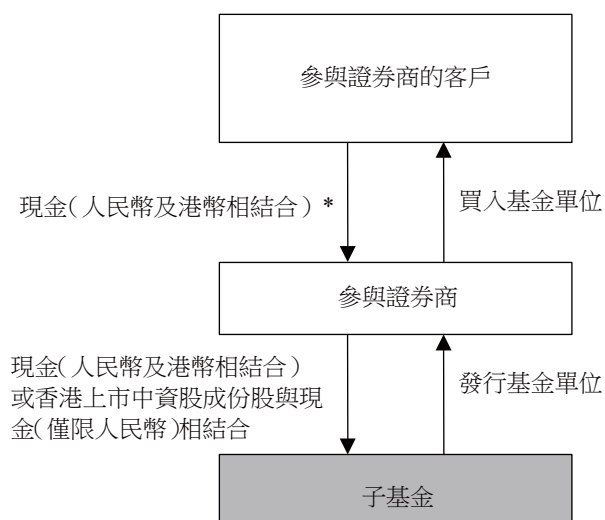 參與證券商的客戶
現金(人民幣及港幣相結合)*
買入基金單位
參與證券商
現金(人民幣及港幣相結合)
或香港上市中資股成份股與現
金(僅限人民幣)相結合
發行基金單位
子基金